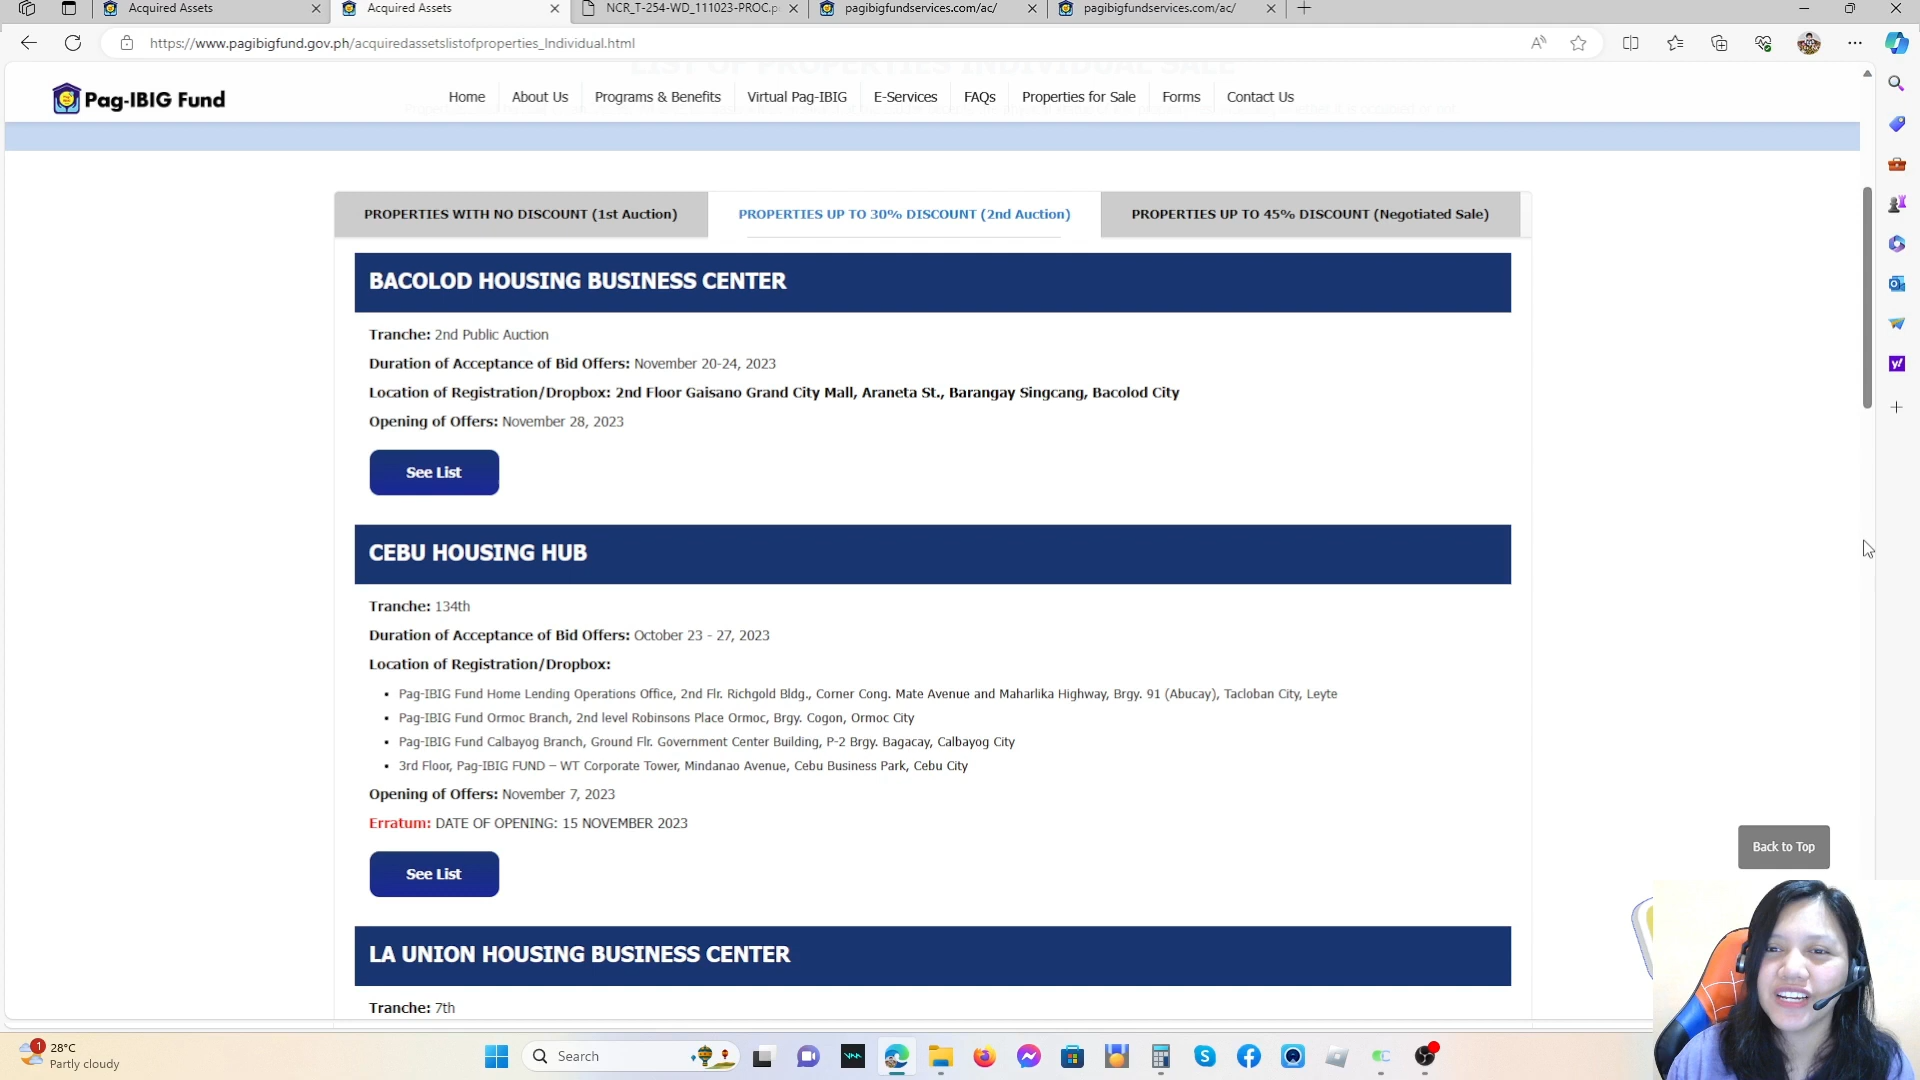 Acquired Assets
Acquired Assets
NCR_T-254-WD_111023-PROC.p
pagibigfundservices.com/ac/
pagibigfundservices.com/ac/
https://www.pagibigfund.gov.ph/acquiredassetslistofproperties_Individual.html
LIST OF PROPERTIES INDIVIDUAL SALE
Pag-IBIG Fund
Home
About Us
Programs & Benefits
Virtual Pag-IBIG
E-Services
FAQs
Properties for Sale
Forms
Contact Us
PROPERTIES WITH NO DISCOUNT (1st Auction)
PROPERTIES UP TO 30% DISCOUNT (2nd Auction)
PROPERTIES UP TO 45% DISCOUNT (Negotiated Sale)
BACOLOD HOUSING BUSINESS CENTER
Tranche: 2nd Public Auction
Duration of Acceptance of Bid Offers: November 20-24, 2023
Location of Registration/Dropbox: 2nd Floor Gaisano Grand City Mall, Araneta St., Barangay Singcang, Bacolod City
Opening of Offers: November 28, 2023
See List
CEBU HOUSING HUB
Tranche: 134th
Duration of Acceptance of Bid Offers: October 23 - 27, 2023
Location of Registration/Dropbox:
• Pag-IBIG Fund Home Lending Operations Office, 2nd Flr. Richgold Bldg., Corner Cong. Mate Avenue and Maharlika Highway, Brgy. 91 (Abucay), Tacloban City, Leyte
• Pag-IBIG Fund Ormoc Branch, 2nd level Robinsons Place Ormoc, Brgy. Cogon, Ormoc City
• Pag-IBIG Fund Calbayog Branch, Ground Flr. Government Center Building, P-2 Brgy. Bagacay, Calbayog City
• 3rd Floor, Pag-IBIG FUND – WT Corporate Tower, Mindanao Avenue, Cebu Business Park, Cebu City
Opening of Offers: November 7, 2023
Erratum: DATE OF OPENING: 15 NOVEMBER 2023
See List
Back to Top
LA UNION HOUSING BUSINESS CENTER
Tranche: 7th
1
28°C
Partly cloudy
Search